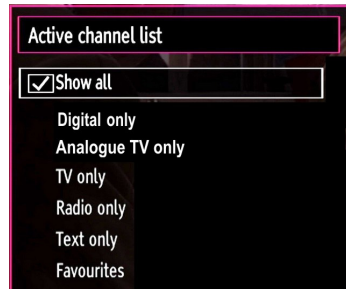 Active channel list
Show all
Digital only
Analogue TV only
TV only
Radio only
Text only
Favourites